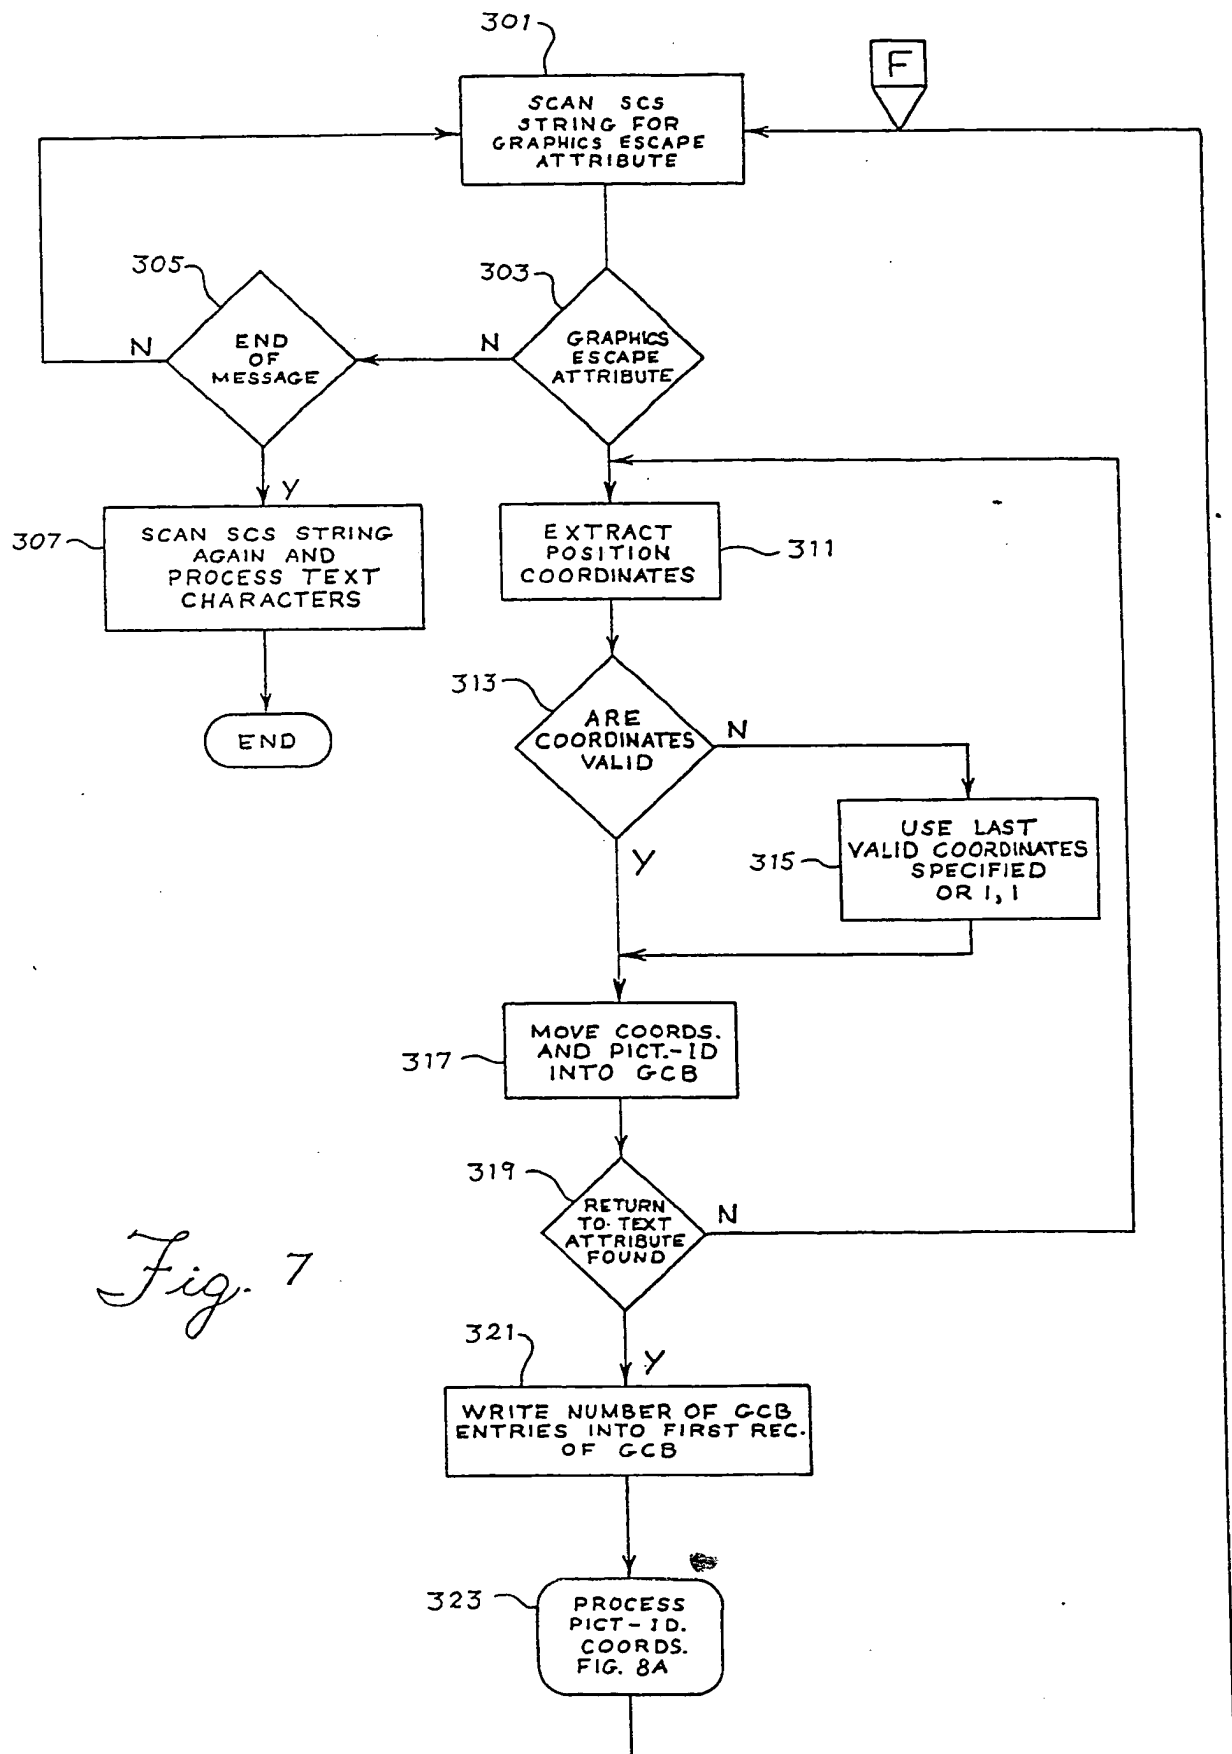 301
F
SCAN SCS
STRING FOR
GRAPHICS ESCAPE
ATTRIBUTE
305
303
END
OF
MESSAGE
N
N
GRAPHICS
ESCAPE
ATTRIBUTE
Y
307
SCAN SCS STRING
AGAIN AND
PROCESS TEXT
CHARACTERS
EXTRACT
POSITION
COORDINATES
311
END
313
ARE
COORDINATES
VALID
N
Y
315
USE LAST
VALID COORDINATES
SPECIFIED
OR 1, 1
317
MOVE COORDS.
AND PICT.-ID
INTO GCB
319
RETURN
TO-TEXT
ATTRIBUTE
FOUND
N
Fig. 7
321
Y
WRITE NUMBER OF GCB
ENTRIES INTO FIRST REC.
OF GCB
323
PROCESS
PICT-ID.
COORDS.
FIG. 8A